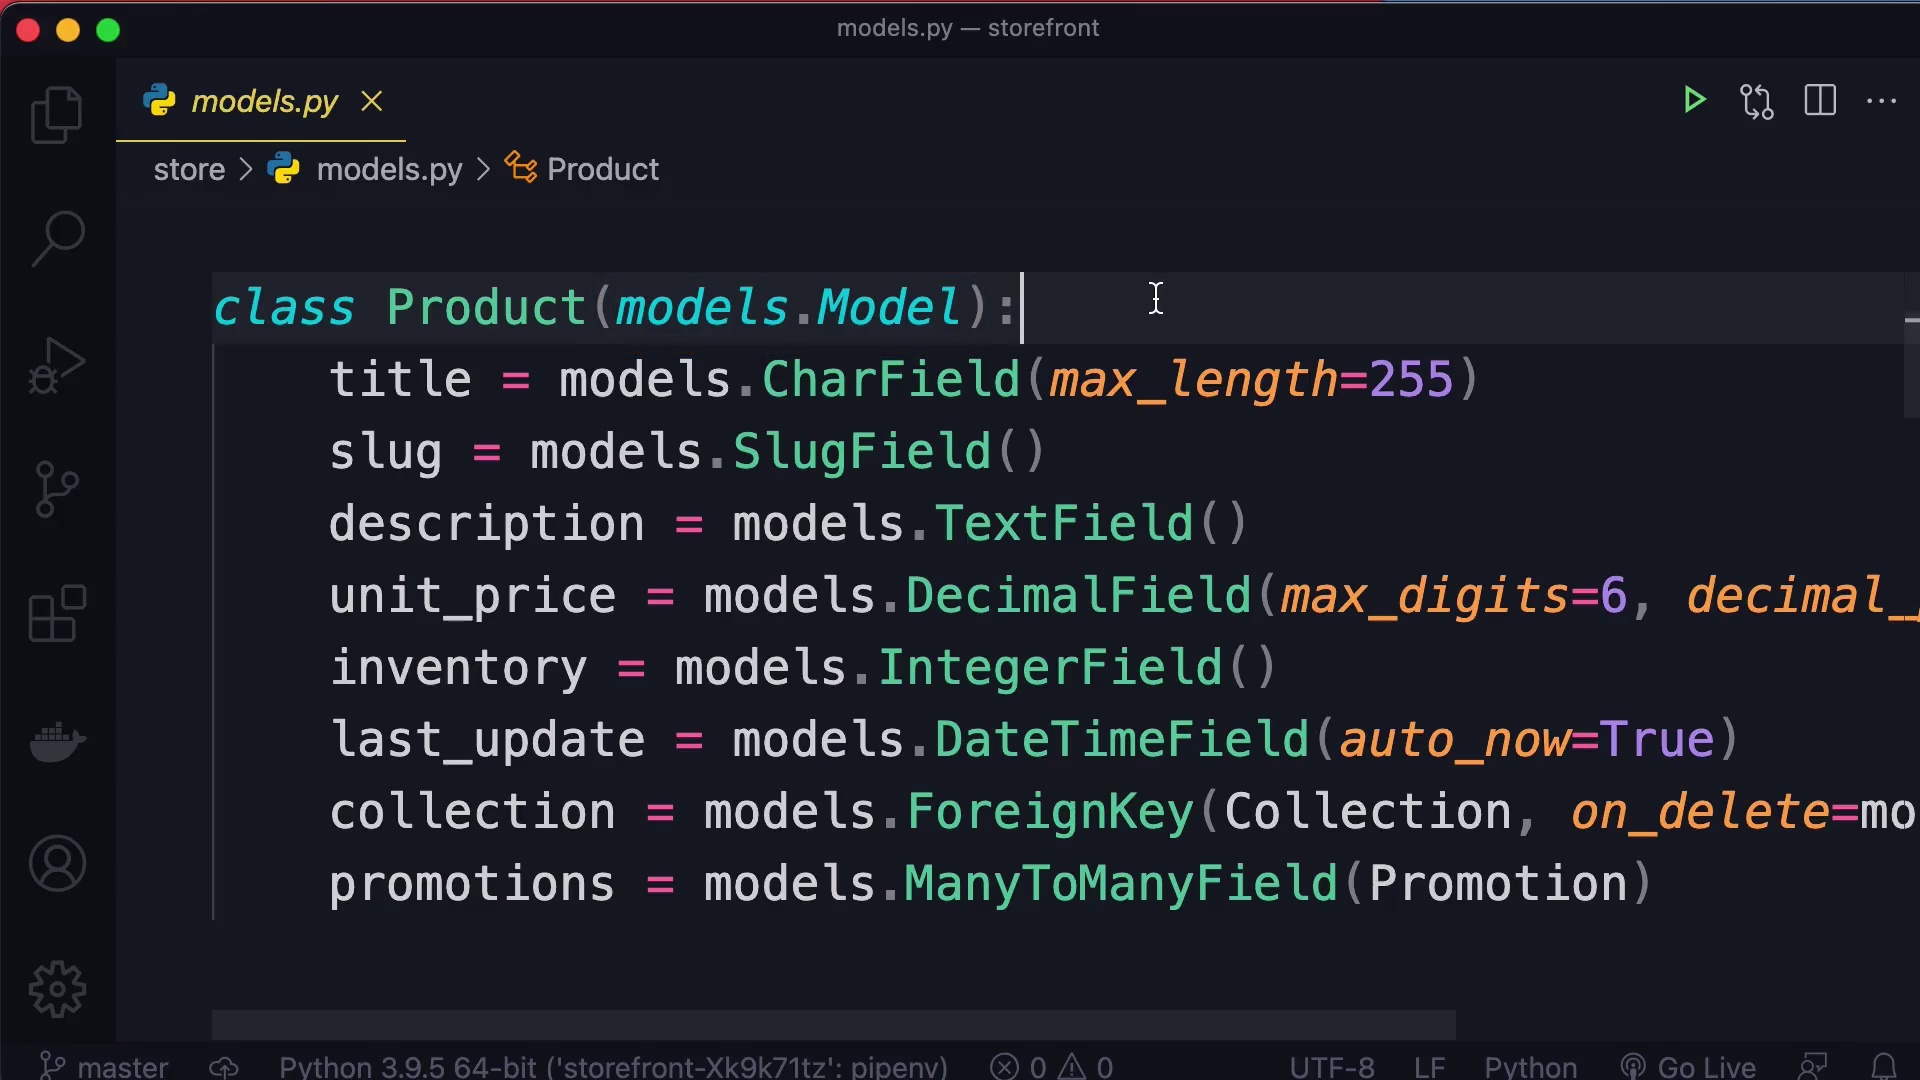 models.py — storefront
models.py
store > models.py > Product
class Product(models.Model):
title = models.CharField(max_length=255)
slug = models.SlugField()
description = models.TextField()
unit_price = models.DecimalField(max_digits=6, decimal_
inventory = models.IntegerField()
last_update = models.DateTimeField(auto_now=True)
collection = models.ForeignKey(Collection, on_delete=mo
promotions = models.ManyToManyField(Promotion)
master Python 3.9.5 64-bit ('storefront-Xk9k71tz': pipenv) 0 0 UTF-8 LF Python Go Live